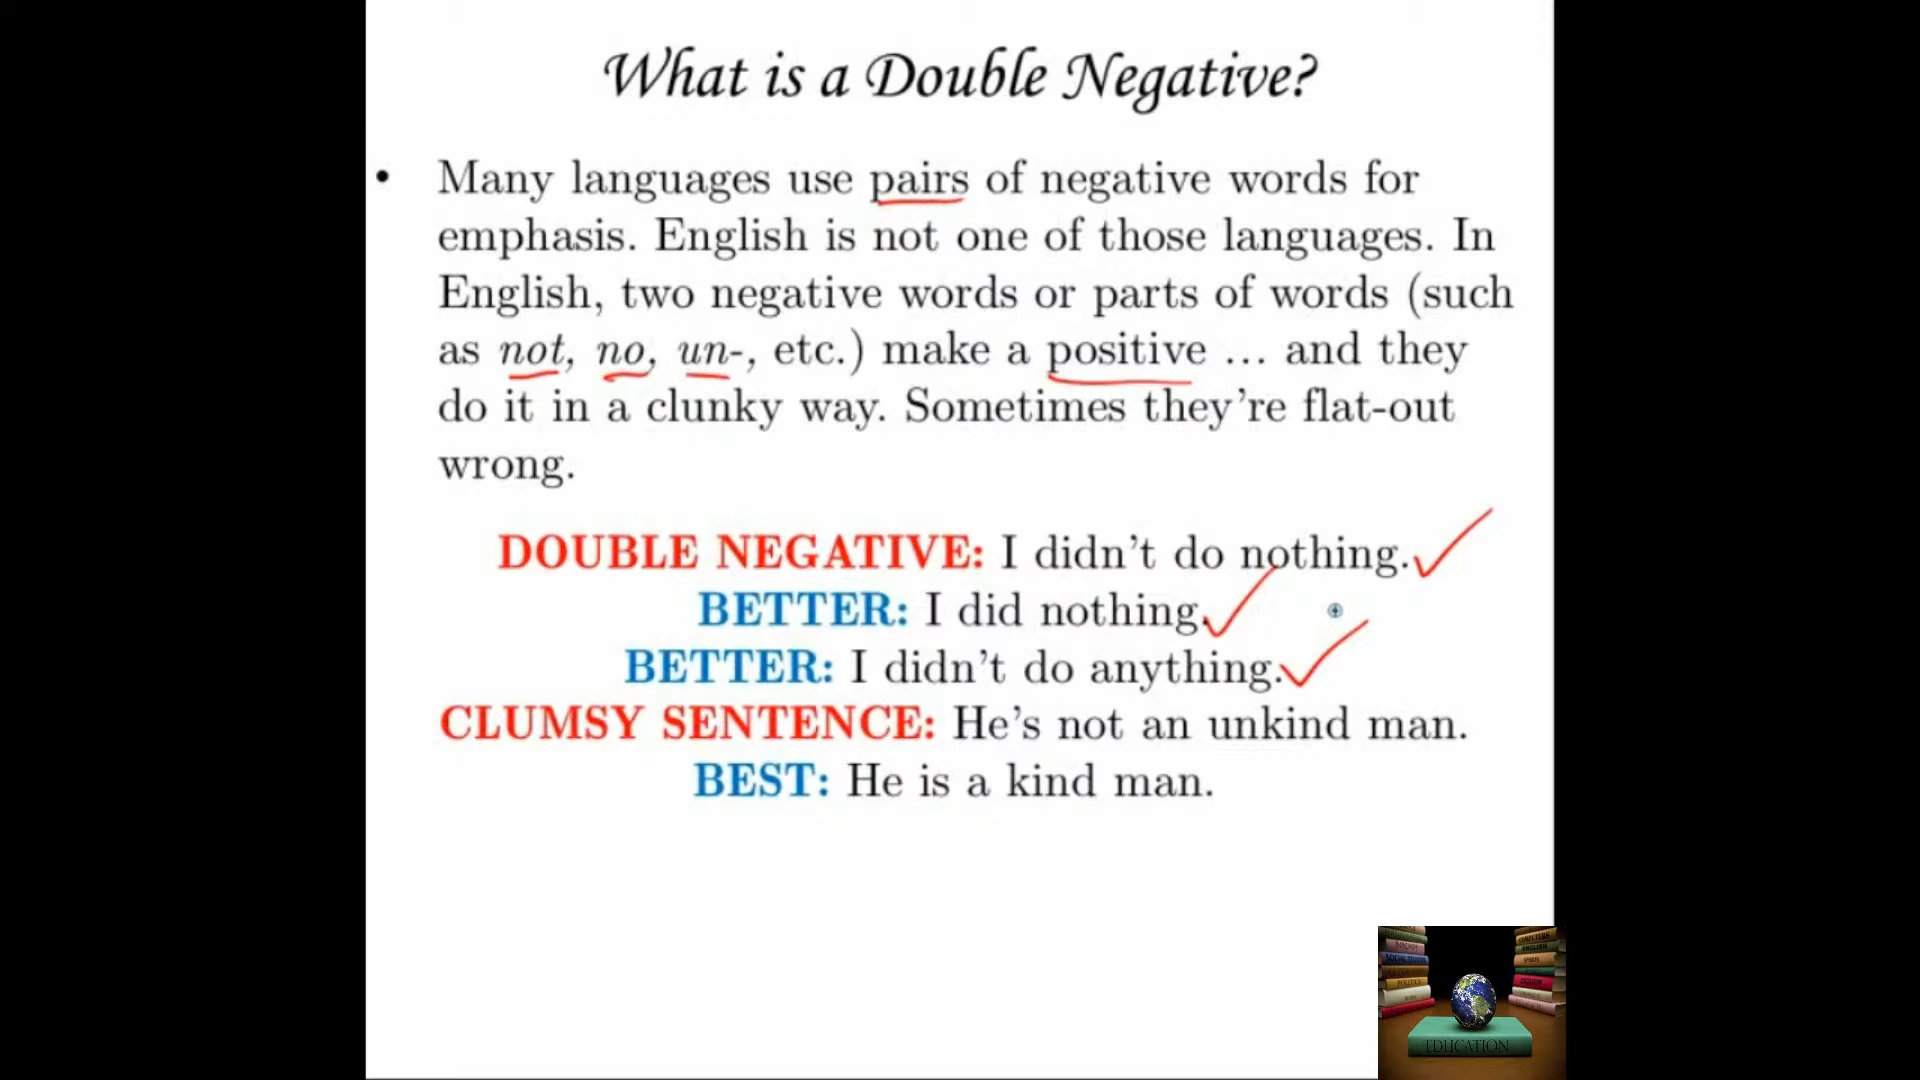 What is a Double Negative?
• Many languages use pairs of negative words for
emphasis. English is not one of those languages. In
English, two negative words or parts of words (such
as not, no, un-, etc.) make a positive … and they
do it in a clunky way. Sometimes they’re flat-out
wrong.
DOUBLE NEGATIVE: I didn’t do nothing.
BETTER: I did nothing.
BETTER: I didn’t do anything.
CLUMSY SENTENCE: He’s not an unkind man.
BEST: He is a kind man.
POLITICS
ENGLISH
EDUCATION